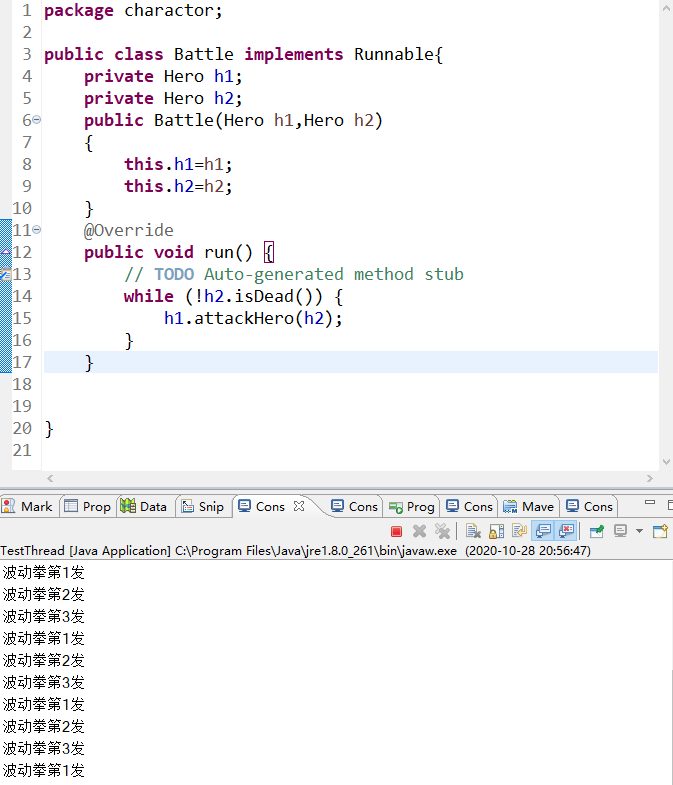 1 package charactor;
2
3 public class Battle implements Runnable{
4 private Hero h1;
5 private Hero h2;
6 public Battle(Hero h1,Hero h2)
7 {
8 this.h1=h1;
9 this.h2=h2;
10 }
11 @Override
12 public void run() {
13 // TODO Auto-generated method stub
14 while (!h2.isDead()) {
15 h1.attackHero(h2);
16 }
17 }
18
19
20 }
21
Mark Prop Data Snip Cons Cons Prog Cons Mave Cons
TestThread [Java Application] C:\Program Files\Java\jre1.8.0_261\bin\javaw.exe (2020-10-28 20:56:47)
波动拳第1发
波动拳第2发
波动拳第3发
波动拳第1发
波动拳第2发
波动拳第3发
波动拳第1发
波动拳第2发
波动拳第3发
波动拳第1发